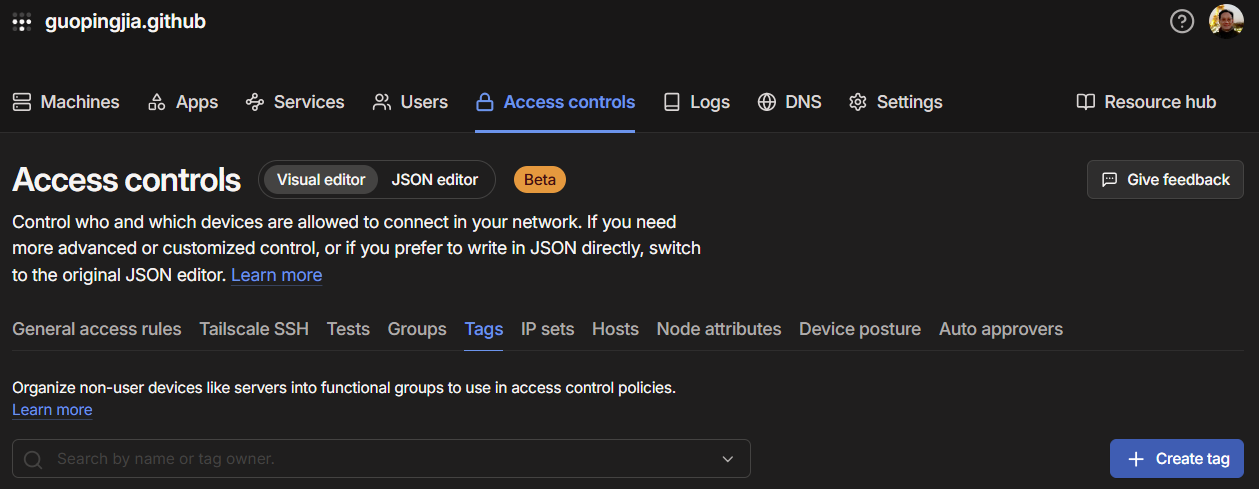 guopingjia.github
Machines Apps Services Users Access controls Logs DNS Settings Resource hub
Access controls Visual editor JSON editor Beta Give feedback
Control who and which devices are allowed to connect in your network. If you need
more advanced or customized control, or if you prefer to write in JSON directly, switch
to the original JSON editor. Learn more
General access rules Tailscale SSH Tests Groups Tags IP sets Hosts Node attributes Device posture Auto approvers
Organize non-user devices like servers into functional groups to use in access control policies.
Learn more
Search by name or tag owner. + Create tag